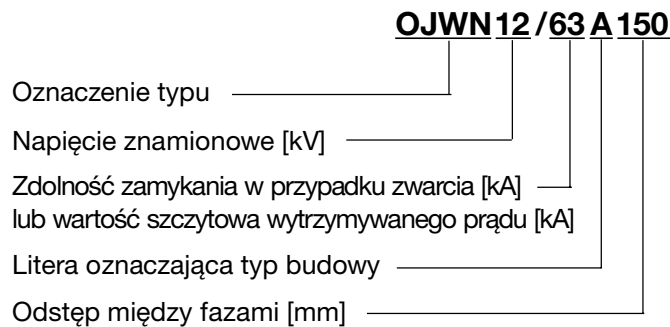 OJWN 12 / 63 A 150
Oznaczenie typu
Napięcie znamionowe [kV]
Zdolność zamykania w przypadku zwarcia [kA]
lub wartość szczytowa wytrzymywanego prądu [kA]
Litera oznaczająca typ budowy
Odstęp między fazami [mm]